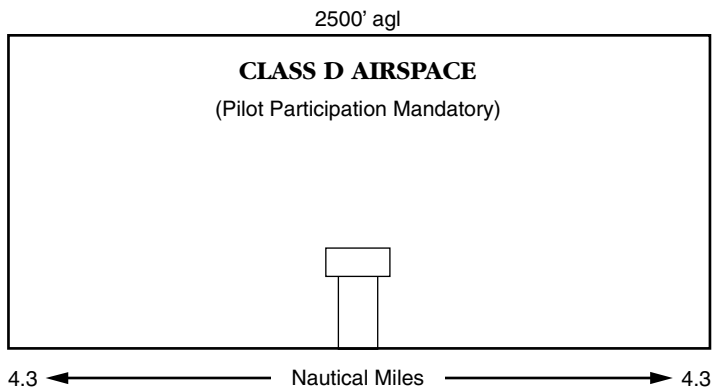 2500' agl
CLASS D AIRSPACE
(Pilot Participation Mandatory)
4.3 Nautical Miles 4.3